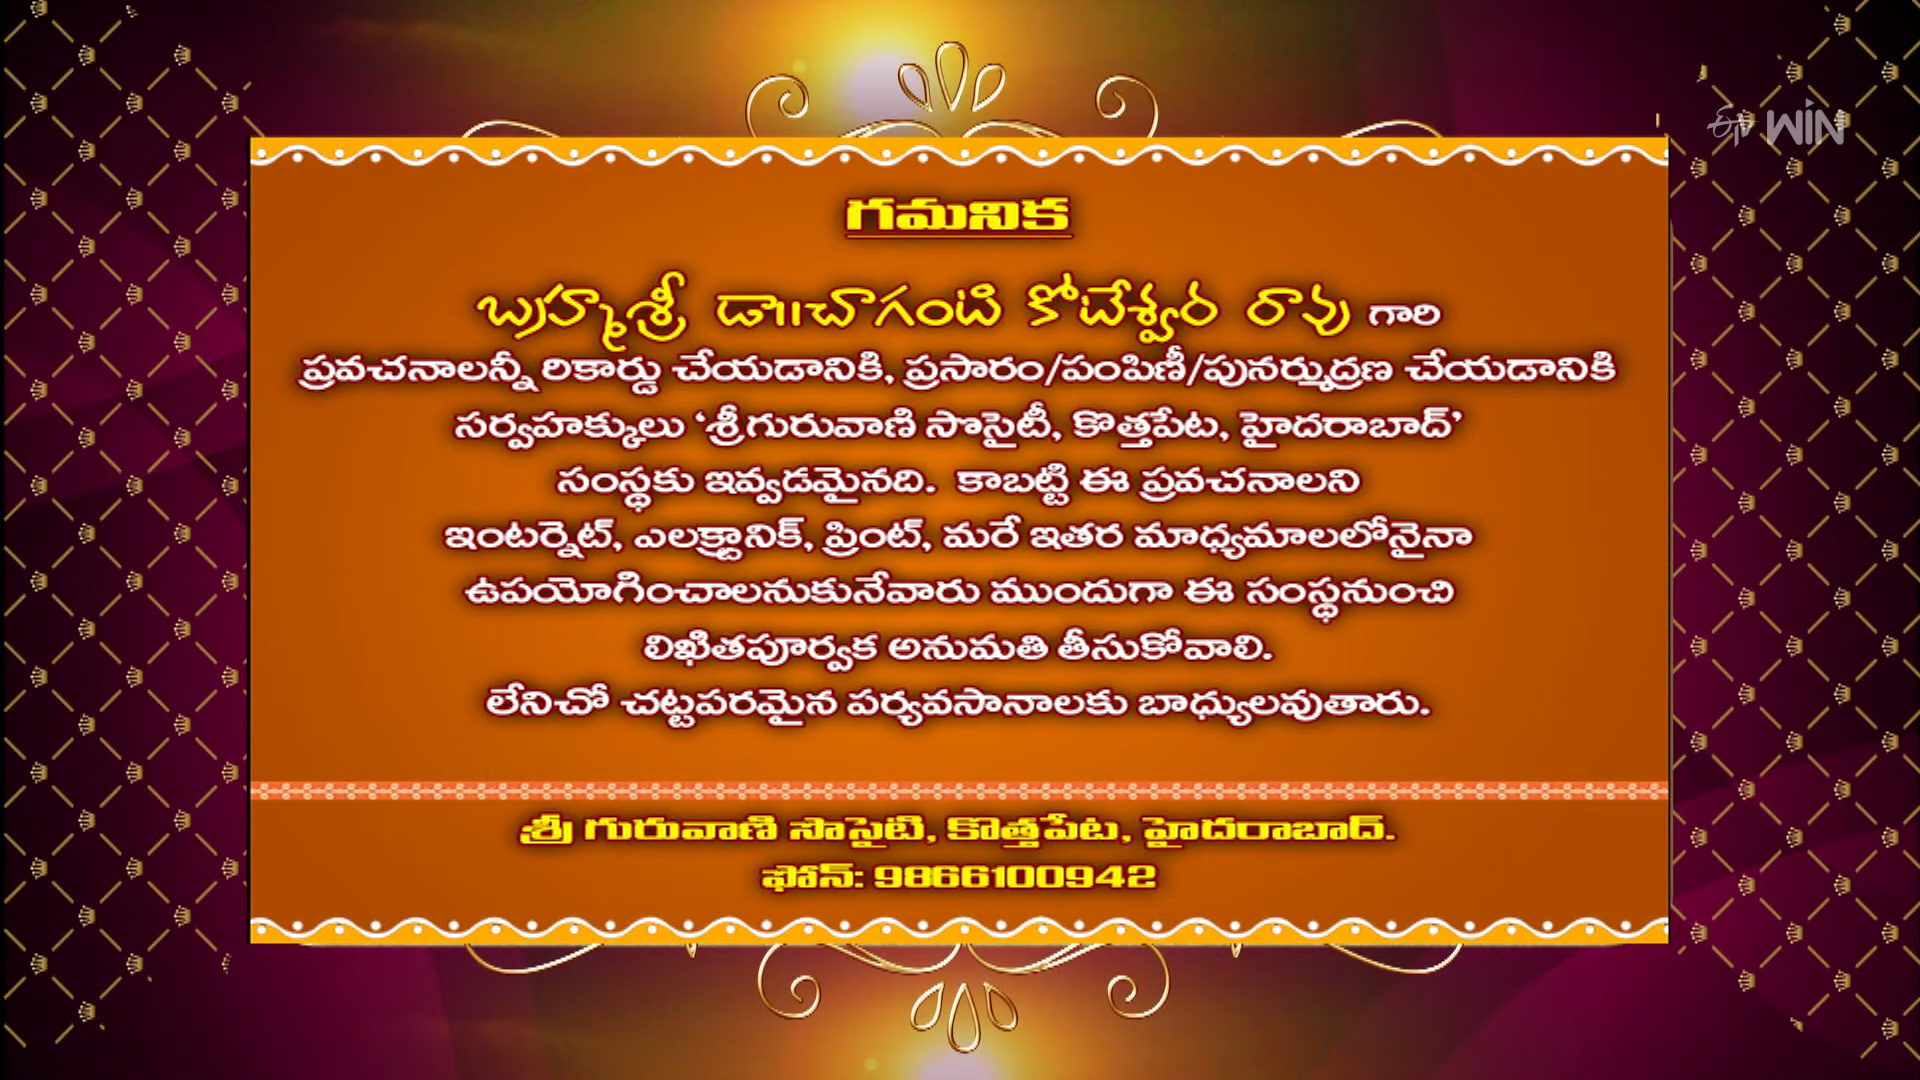 ఈTV WIN
గమనిక
బ్రహ్మశ్రీ డా॥చాగంటి కోటేశ్వర రావు గారి
ప్రవచనాలన్నీ రికార్డు చేయడానికి, ప్రసారం/పంపిణీ/పునర్ముద్రణ చేయడానికి
సర్వహక్కులు ‘శ్రీగురువాణి సొసైటీ, కొత్తపేట, హైదరాబాద్’
సంస్థకు ఇవ్వడమైనది. కాబట్టి ఈ ప్రవచనాలని
ఇంటర్నెట్, ఎలక్ట్రానిక్, ప్రింట్, మరే ఇతర మాధ్యమాలలోనైనా
ఉపయోగించాలనుకునేవారు ముందుగా ఈ సంస్థనుంచి
లిఖితపూర్వక అనుమతి తీసుకోవాలి.
లేనిచో చట్టపరమైన పర్యవసానాలకు బాధ్యులవుతారు.
శ్రీ గురువాణి సొసైటి, కొత్తపేట, హైదరాబాద్.
ఫోన్: 9866100942